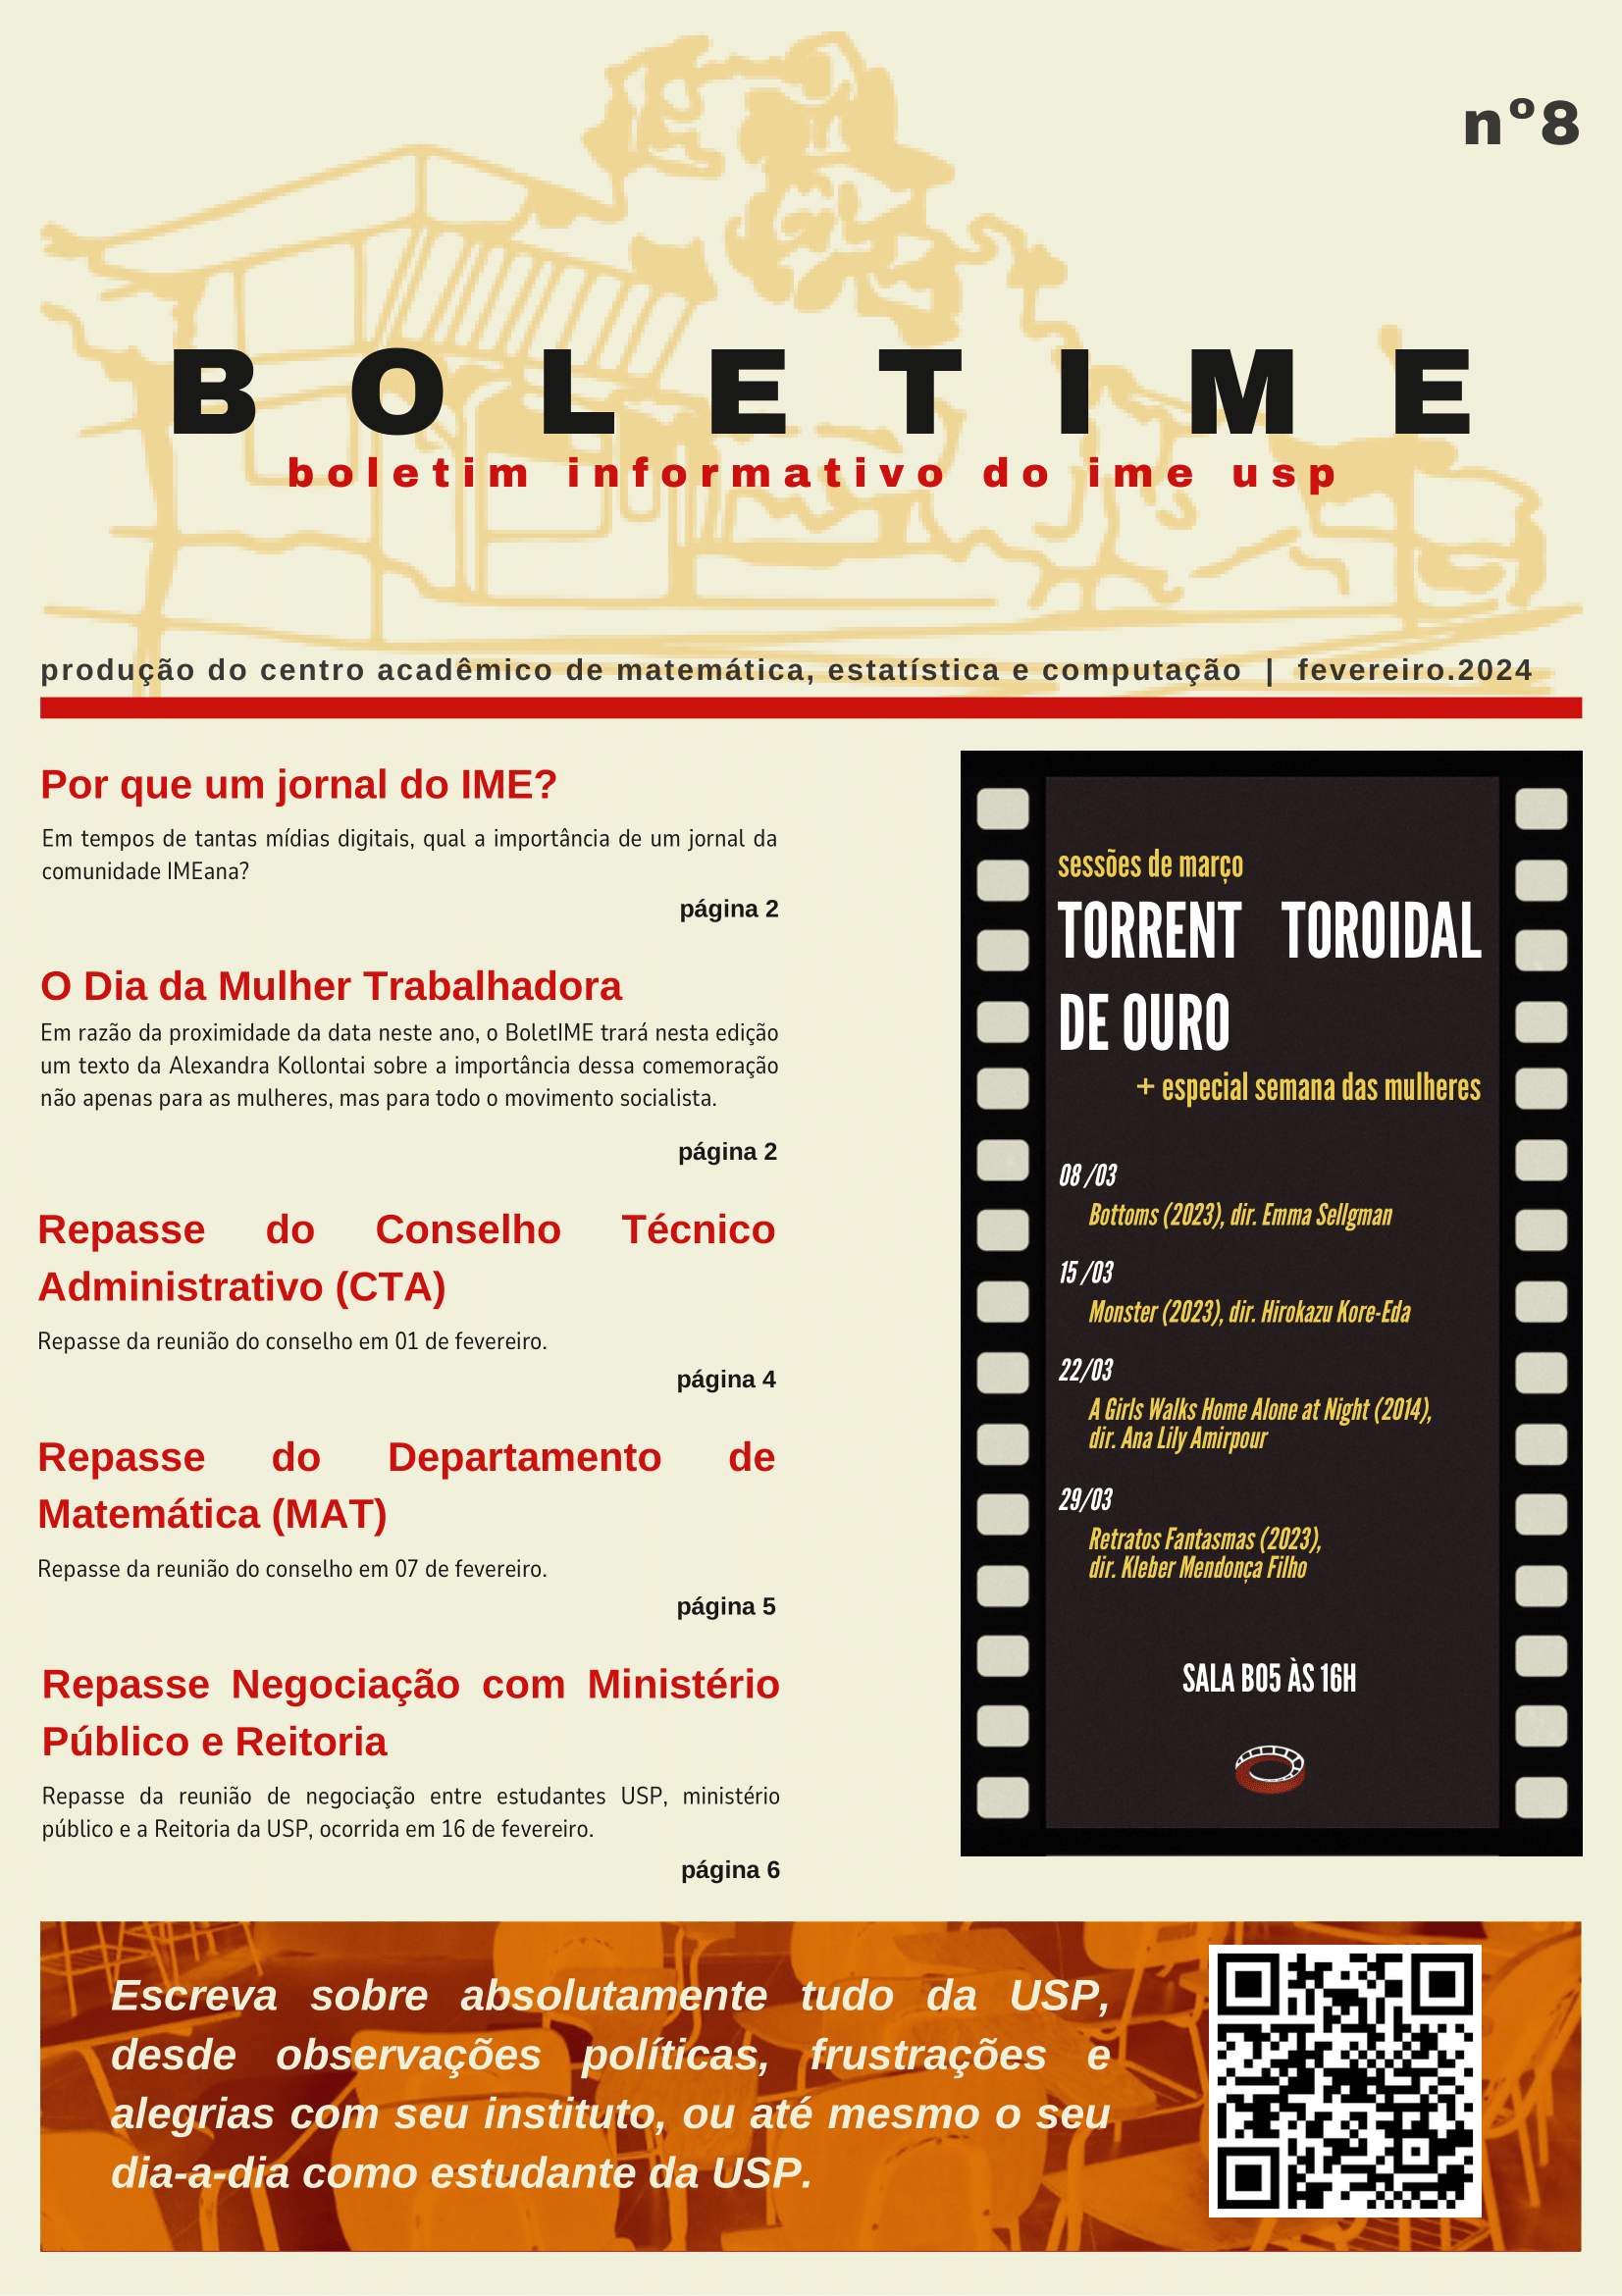 nº8
BOLETIME
boletim informativo do ime usp
produção do centro acadêmico de matemática, estatística e computação | fevereiro.2024
Por que um jornal do IME?
Em tempos de tantas mídias digitais, qual a importância de um jornal da
comunidade IMEana?
página 2
O Dia da Mulher Trabalhadora
Em razão da proximidade da data neste ano, o BoletIME trará nesta edição
um texto da Alexandra Kollontai sobre a importância dessa comemoração
não apenas para as mulheres, mas para todo o movimento socialista.
página 2
Repasse do Conselho Técnico
Administrativo (CTA)
Repasse da reunião do conselho em 01 de fevereiro.
página 4
Repasse do Departamento de
Matemática (MAT)
Repasse da reunião do conselho em 07 de fevereiro.
página 5
Repasse Negociação com Ministério
Público e Reitoria
Repasse da reunião de negociação entre estudantes USP, ministério
público e a Reitoria da USP, ocorrida em 16 de fevereiro.
página 6
sessões de março
TORRENT TOROIDAL
DE OURO
+ especial semana das mulheres
08 /03
Bottoms (2023), dir. Emma Sellgman
15 /03
Monster (2023), dir. Hirokazu Kore-Eda
22/03
A Girls Walks Home Alone at Night (2014),
dir. Ana Lily Amirpour
29/03
Retratos Fantasmas (2023),
dir. Kleber Mendonça Filho
SALA B05 ÀS 16H
Escreva sobre absolutamente tudo da USP,
desde observações políticas, frustrações e
alegrias com seu instituto, ou até mesmo o seu
dia-a-dia como estudante da USP.